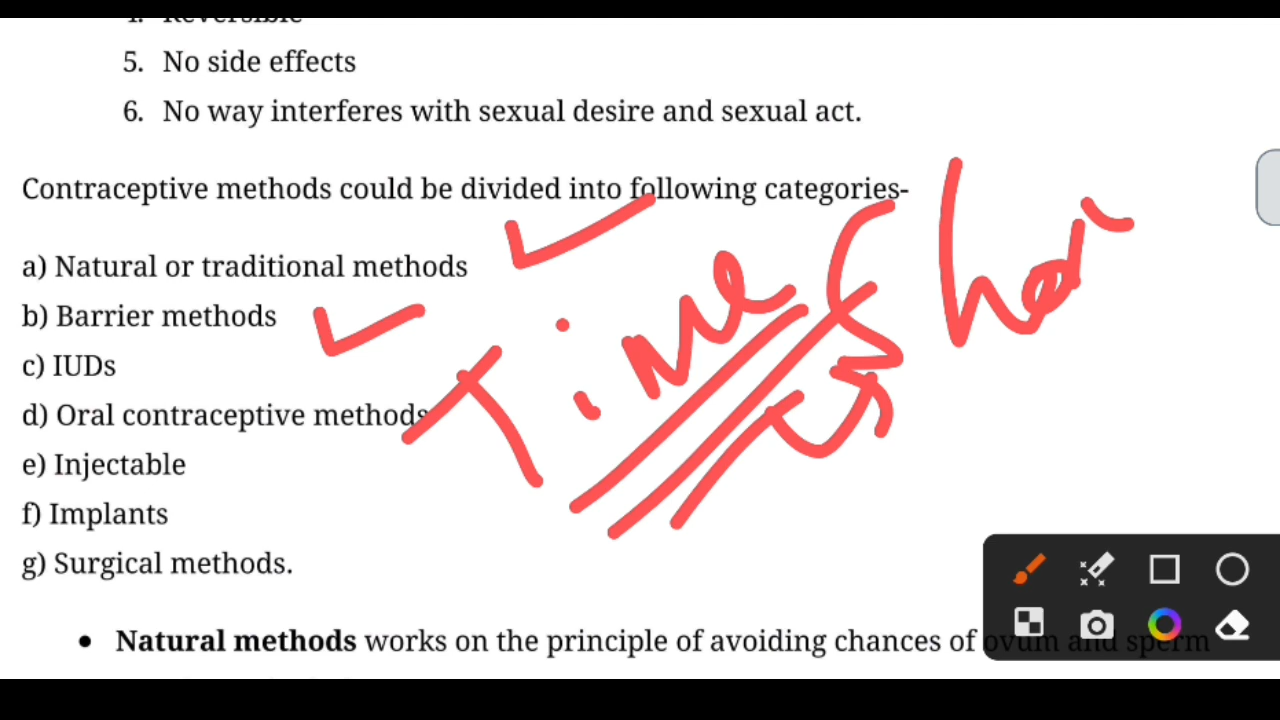 4. Reversible
5. No side effects
6. No way interferes with sexual desire and sexual act.
Contraceptive methods could be divided into following categories-
a) Natural or traditional methods
b) Barrier methods
c) IUDs
d) Oral contraceptive methods
e) Injectable
f) Implants
g) Surgical methods.
Time
• Natural methods works on the principle of avoiding chances of ovum and sperm